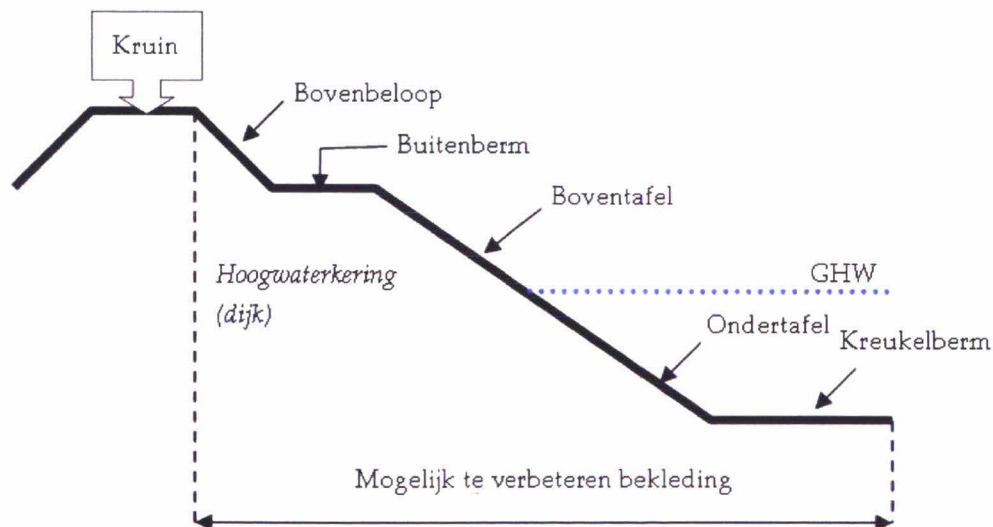 Kruin
Bovenbeloop
Buitenberm
Boventafel
Hoogwaterkering
(dijk)
GHW
Ondertafel
Kreukelberm
Mogelijk te verbeteren bekleding